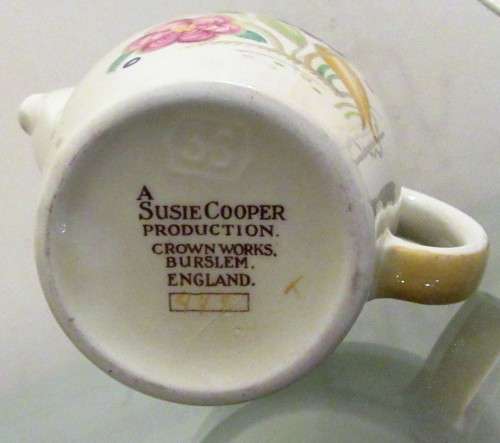 A
SUSIE COOPER
PRODUCTION.
CROWN WORKS,
BURSLEM.
ENGLAND.